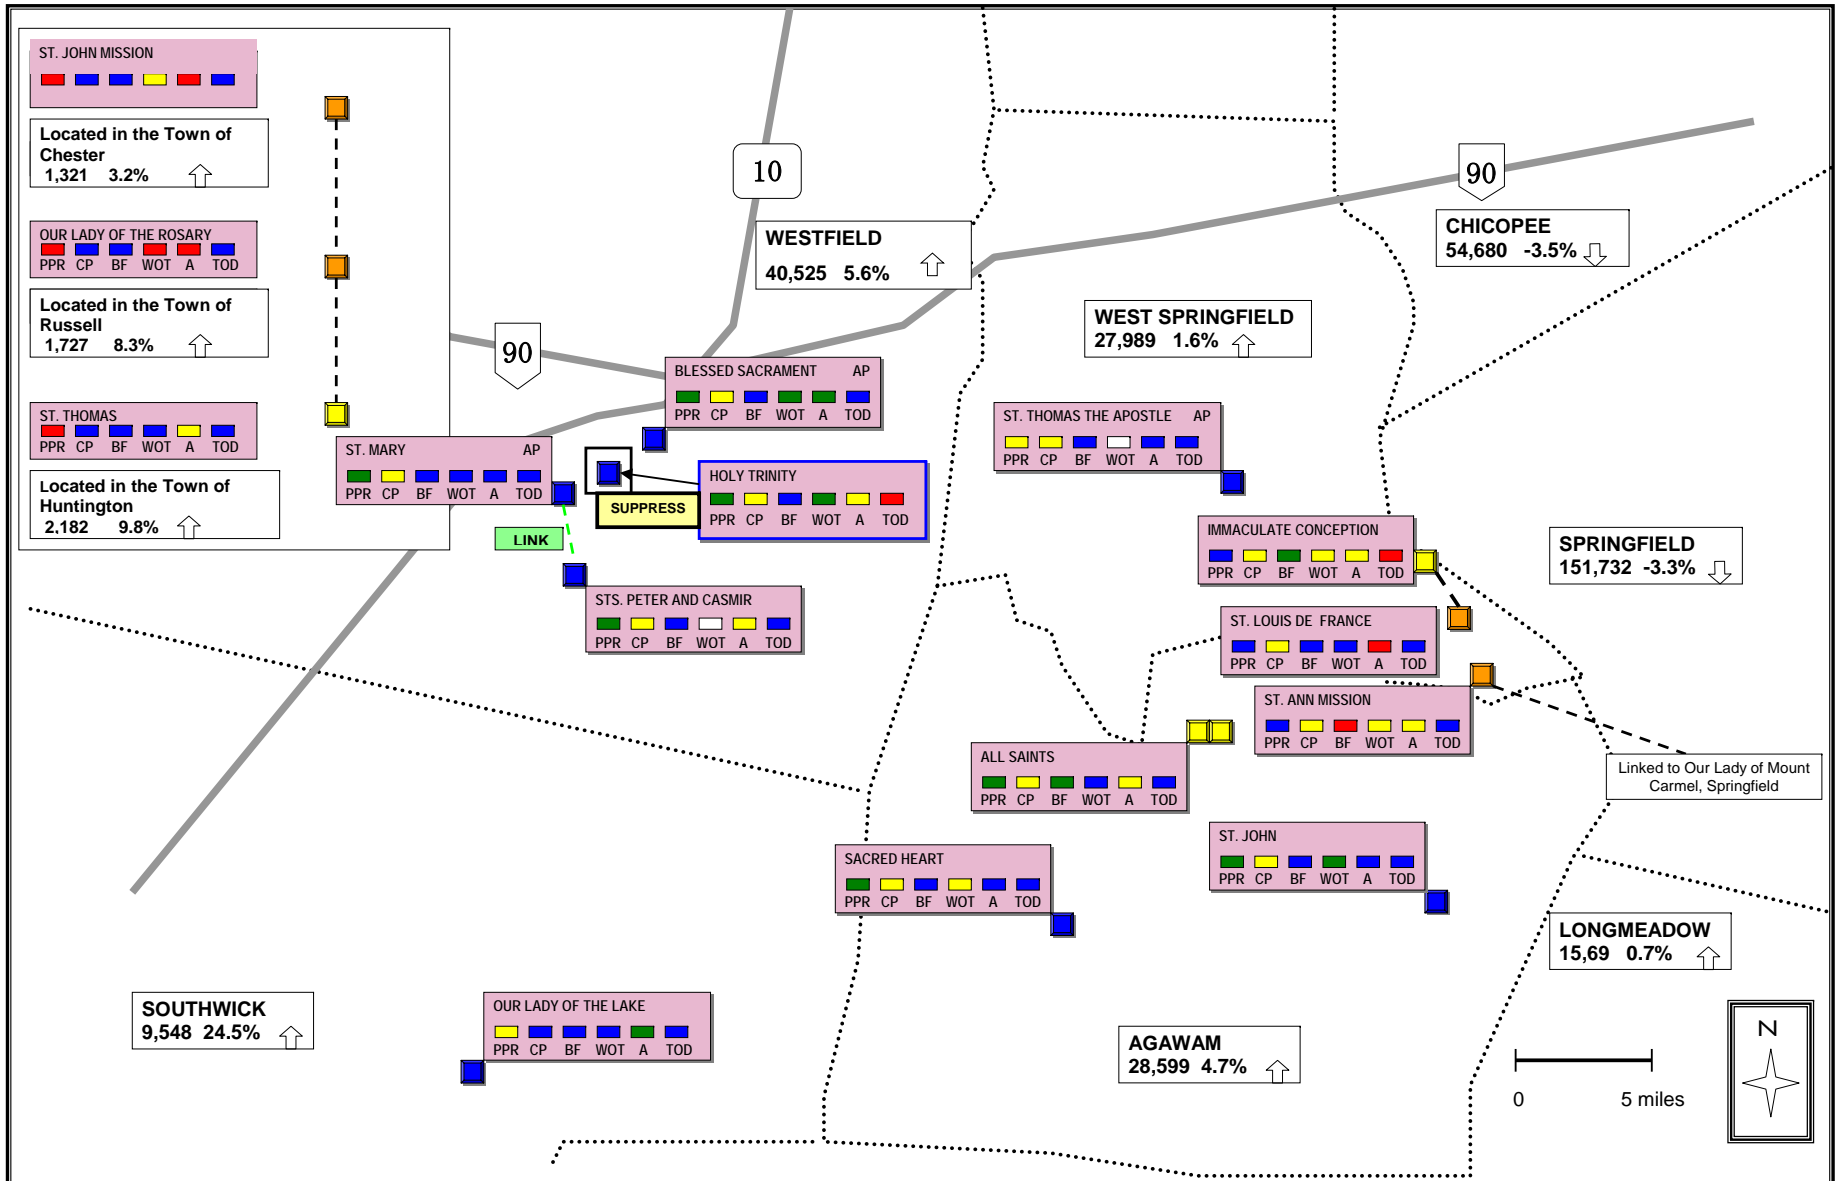 ST. JOHN MISSION
Located in the Town of
Chester
1,321 3.2%
OUR LADY OF THE ROSARY
PPR CP BF WOT A TOD
Located in the Town of
Russell
1,727 8.3%
ST. THOMAS
PPR CP BF WOT A TOD
Located in the Town of
Huntington
2,182 9.8%
10
90
90
WESTFIELD
40,525 5.6%
CHICOPEE
54,680 -3.5%
WEST SPRINGFIELD
27,989 1.6%
BLESSED SACRAMENT AP
PPR CP BF WOT A TOD
ST. MARY AP
PPR CP BF WOT A TOD
HOLY TRINITY
PPR CP BF WOT A TOD
SUPPRESS
LINK
STS. PETER AND CASMIR
PPR CP BF WOT A TOD
ST. THOMAS THE APOSTLE AP
PPR CP BF WOT A TOD
IMMACULATE CONCEPTION
PPR CP BF WOT A TOD
SPRINGFIELD
151,732 -3.3%
ST. LOUIS DE FRANCE
PPR CP BF WOT A TOD
ST. ANN MISSION
PPR CP BF WOT A TOD
Linked to Our Lady of Mount
Carmel, Springfield
ALL SAINTS
PPR CP BF WOT A TOD
ST. JOHN
PPR CP BF WOT A TOD
SACRED HEART
PPR CP BF WOT A TOD
LONGMEADOW
15,69 0.7%
SOUTHWICK
9,548 24.5%
OUR LADY OF THE LAKE
PPR CP BF WOT A TOD
AGAWAM
28,599 4.7%
0 5 miles
N